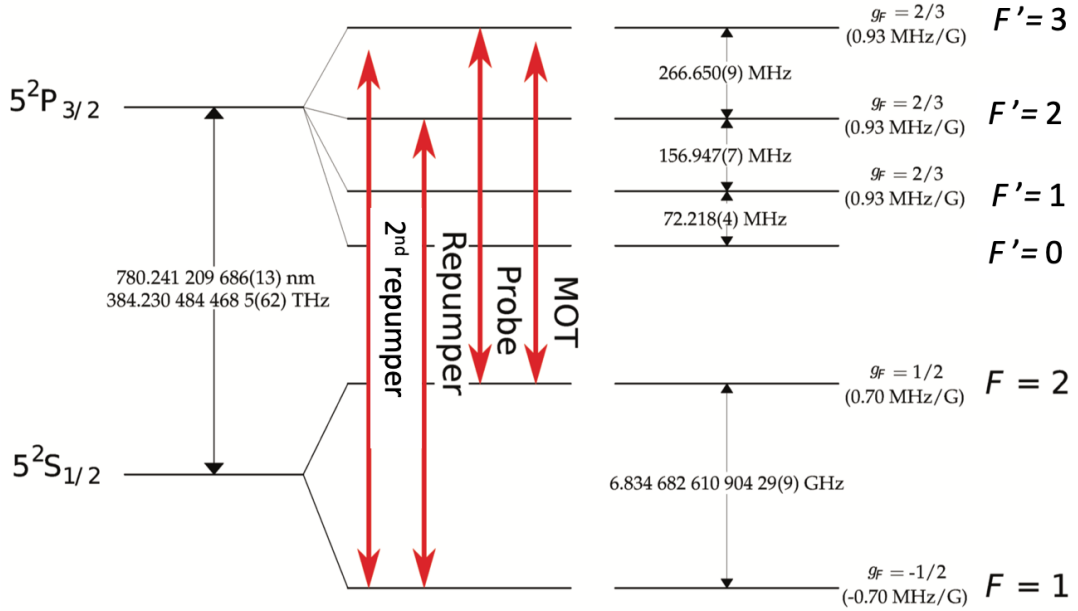 5²P₃/₂
780.241 209 686(13) nm
384.230 484 468 5(62) THz
5²S₁/₂
2nd repumper
Repumper
Probe
MOT
266.650(9) MHz
156.947(7) MHz
72.218(4) MHz
6.834 682 610 904 29(9) GHz
gF = 2/3
(0.93 MHz/G)
F'= 3
gF = 2/3
(0.93 MHz/G)
F'= 2
gF = 2/3
(0.93 MHz/G)
F'= 1
F'= 0
gF = 1/2
(0.70 MHz/G)
F = 2
gF = -1/2
(-0.70 MHz/G)
F = 1